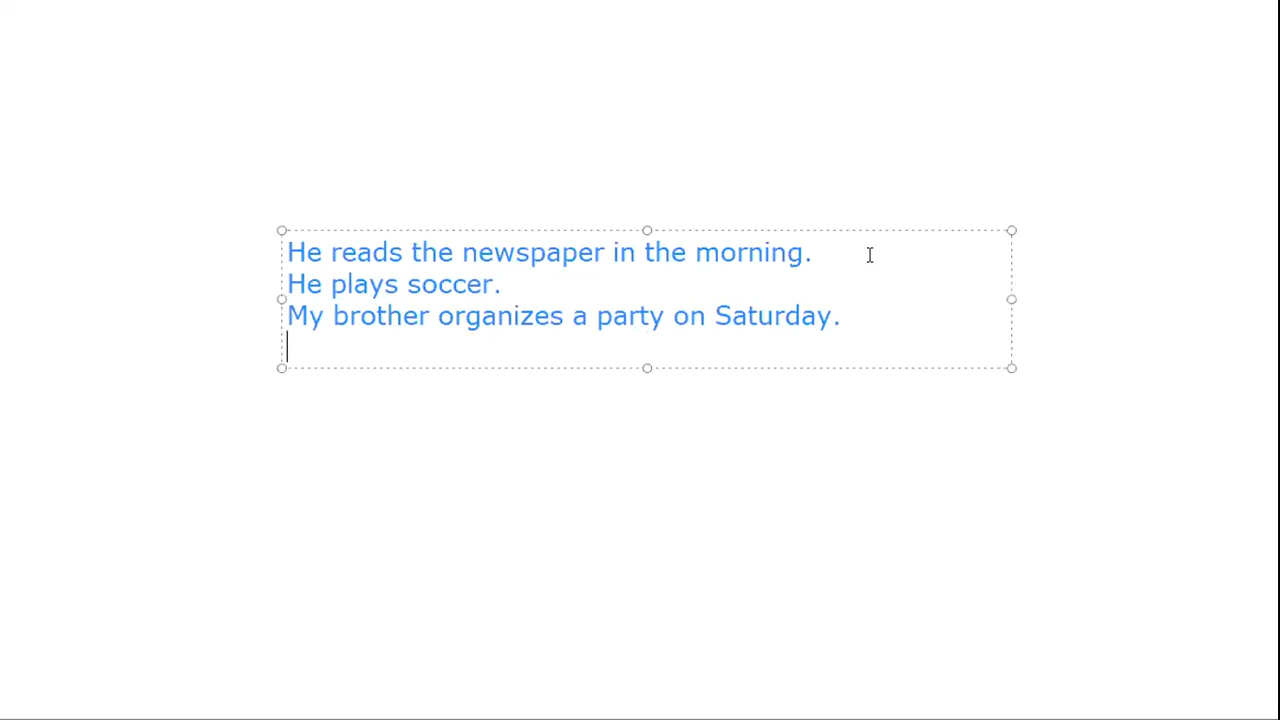 He reads the newspaper in the morning.
He plays soccer.
My brother organizes a party on Saturday.